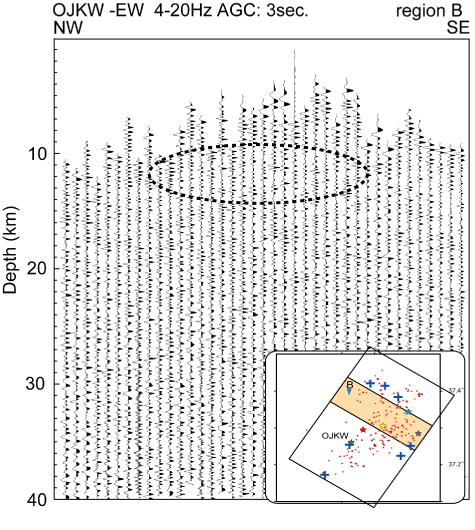 OJKW -EW 4-20Hz AGC: 3sec. region B
NW SE
10
20
30
40
Depth (km)
B
OJKW
37.4°
37.2°